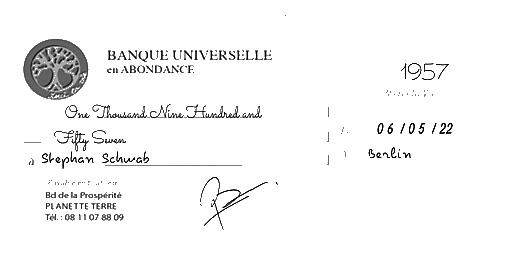 BANQUE UNIVERSELLE
en ABONDANCE
1957
One Thousand Nine Hundred and
Fifty Seven
06/05/22
à Stephan Schwab
Berlin
Bd de la Prospérité
PLANETTE TERRE
Tél. : 08 11 07 88 09